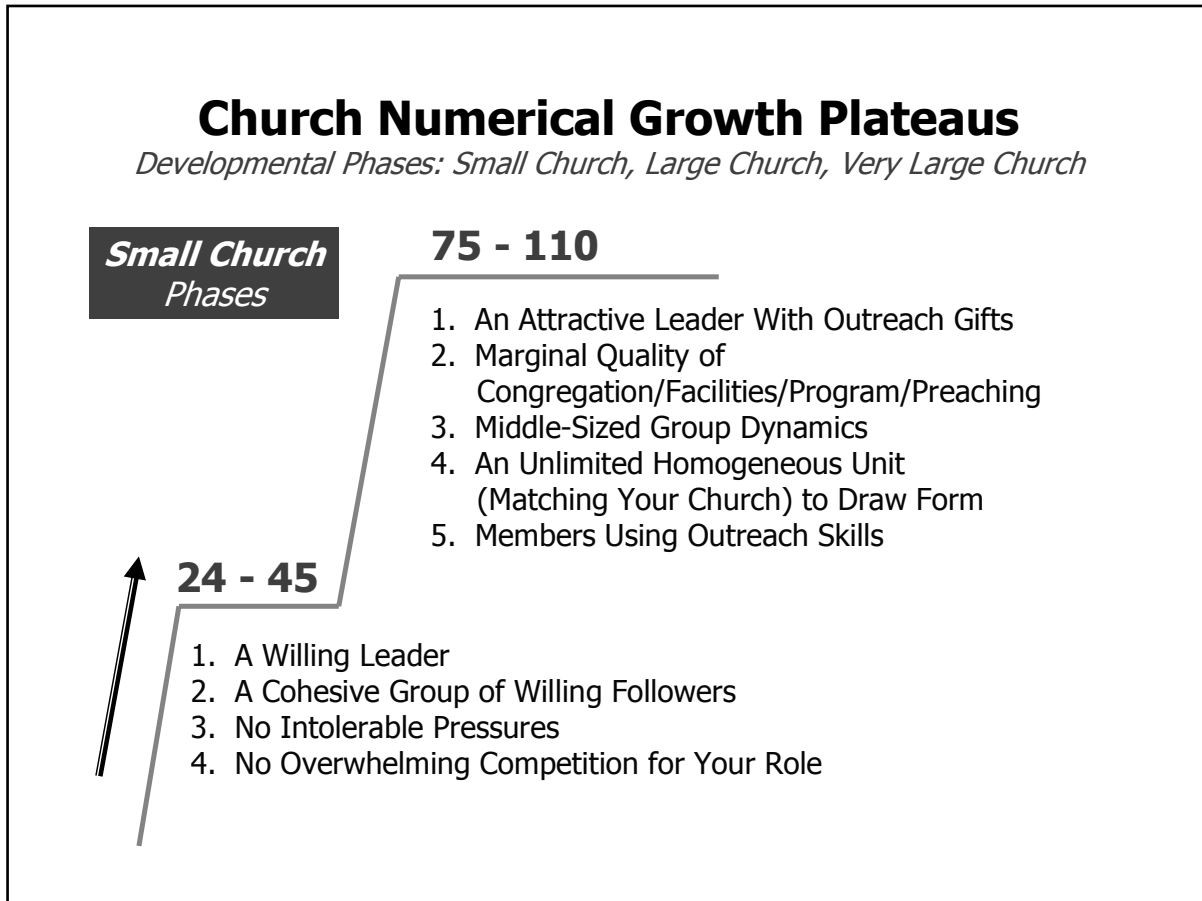 Church Numerical Growth Plateaus
Developmental Phases: Small Church, Large Church, Very Large Church
Small Church
Phases
75 - 110
1. An Attractive Leader With Outreach Gifts
2. Marginal Quality of
Congregation/Facilities/Program/Preaching
3. Middle-Sized Group Dynamics
4. An Unlimited Homogeneous Unit
(Matching Your Church) to Draw Form
5. Members Using Outreach Skills
24 - 45
1. A Willing Leader
2. A Cohesive Group of Willing Followers
3. No Intolerable Pressures
4. No Overwhelming Competition for Your Role